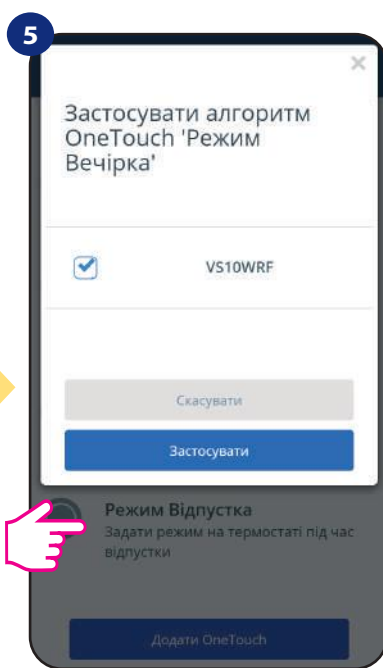 5
×
Застосувати алгоритм
OneTouch 'Режим
Вечірка'
VS10WRF
Скасувати
Застосувати
Режим Відпустка
Задати режим на термостаті під час
відпустки
Додати OneTouch